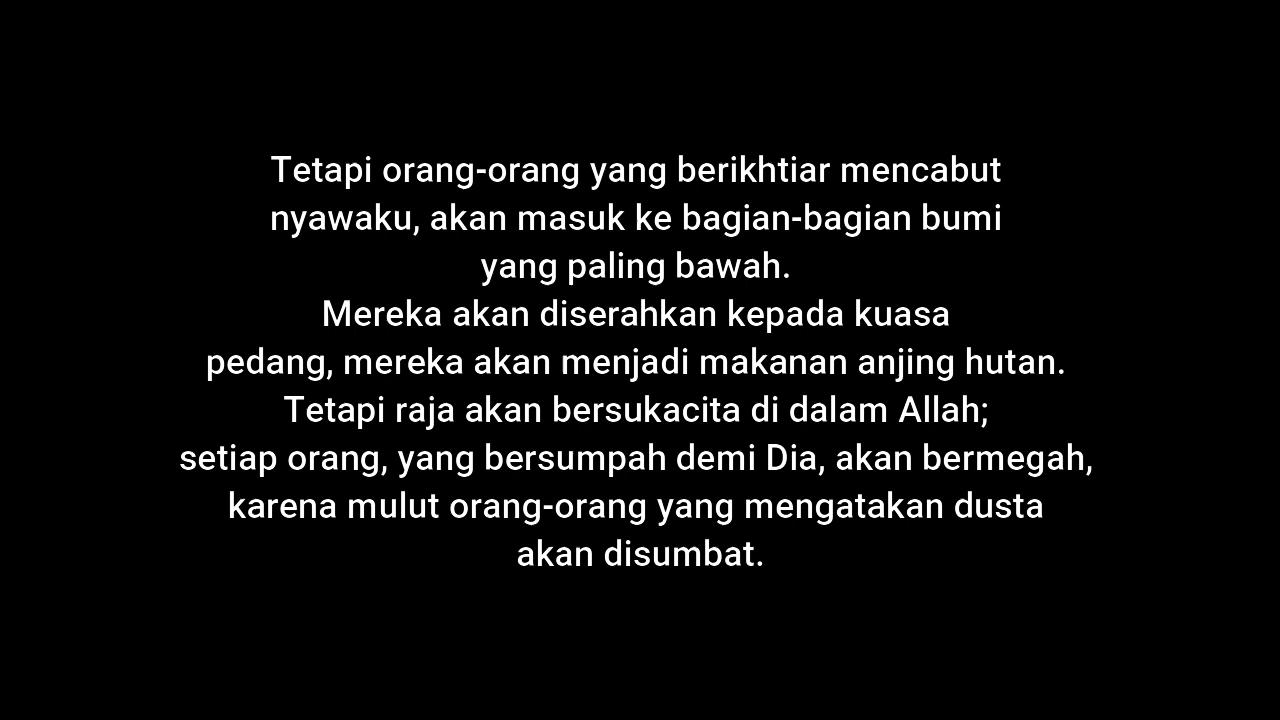 Tetapi orang-orang yang berikhtiar mencabut
nyawaku, akan masuk ke bagian-bagian bumi
yang paling bawah.
Mereka akan diserahkan kepada kuasa
pedang, mereka akan menjadi makanan anjing hutan.
Tetapi raja akan bersukacita di dalam Allah;
setiap orang, yang bersumpah demi Dia, akan bermegah,
karena mulut orang-orang yang mengatakan dusta
akan disumbat.